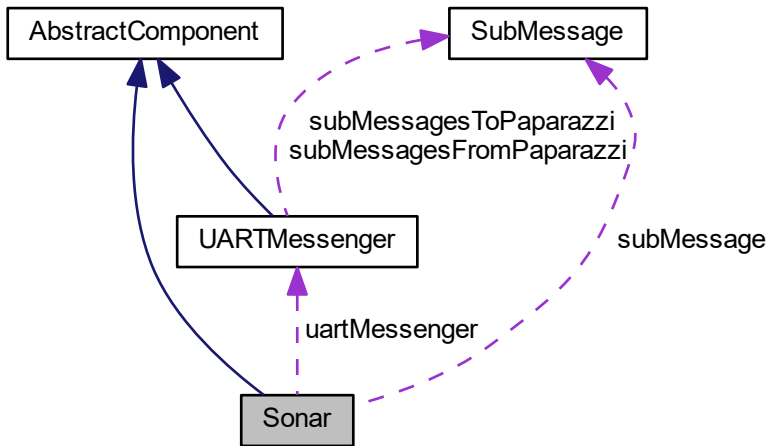 AbstractComponent
SubMessage
subMessagesToPaparazzi
subMessagesFromPaparazzi
UARTMessenger
subMessage
uartMessenger
Sonar